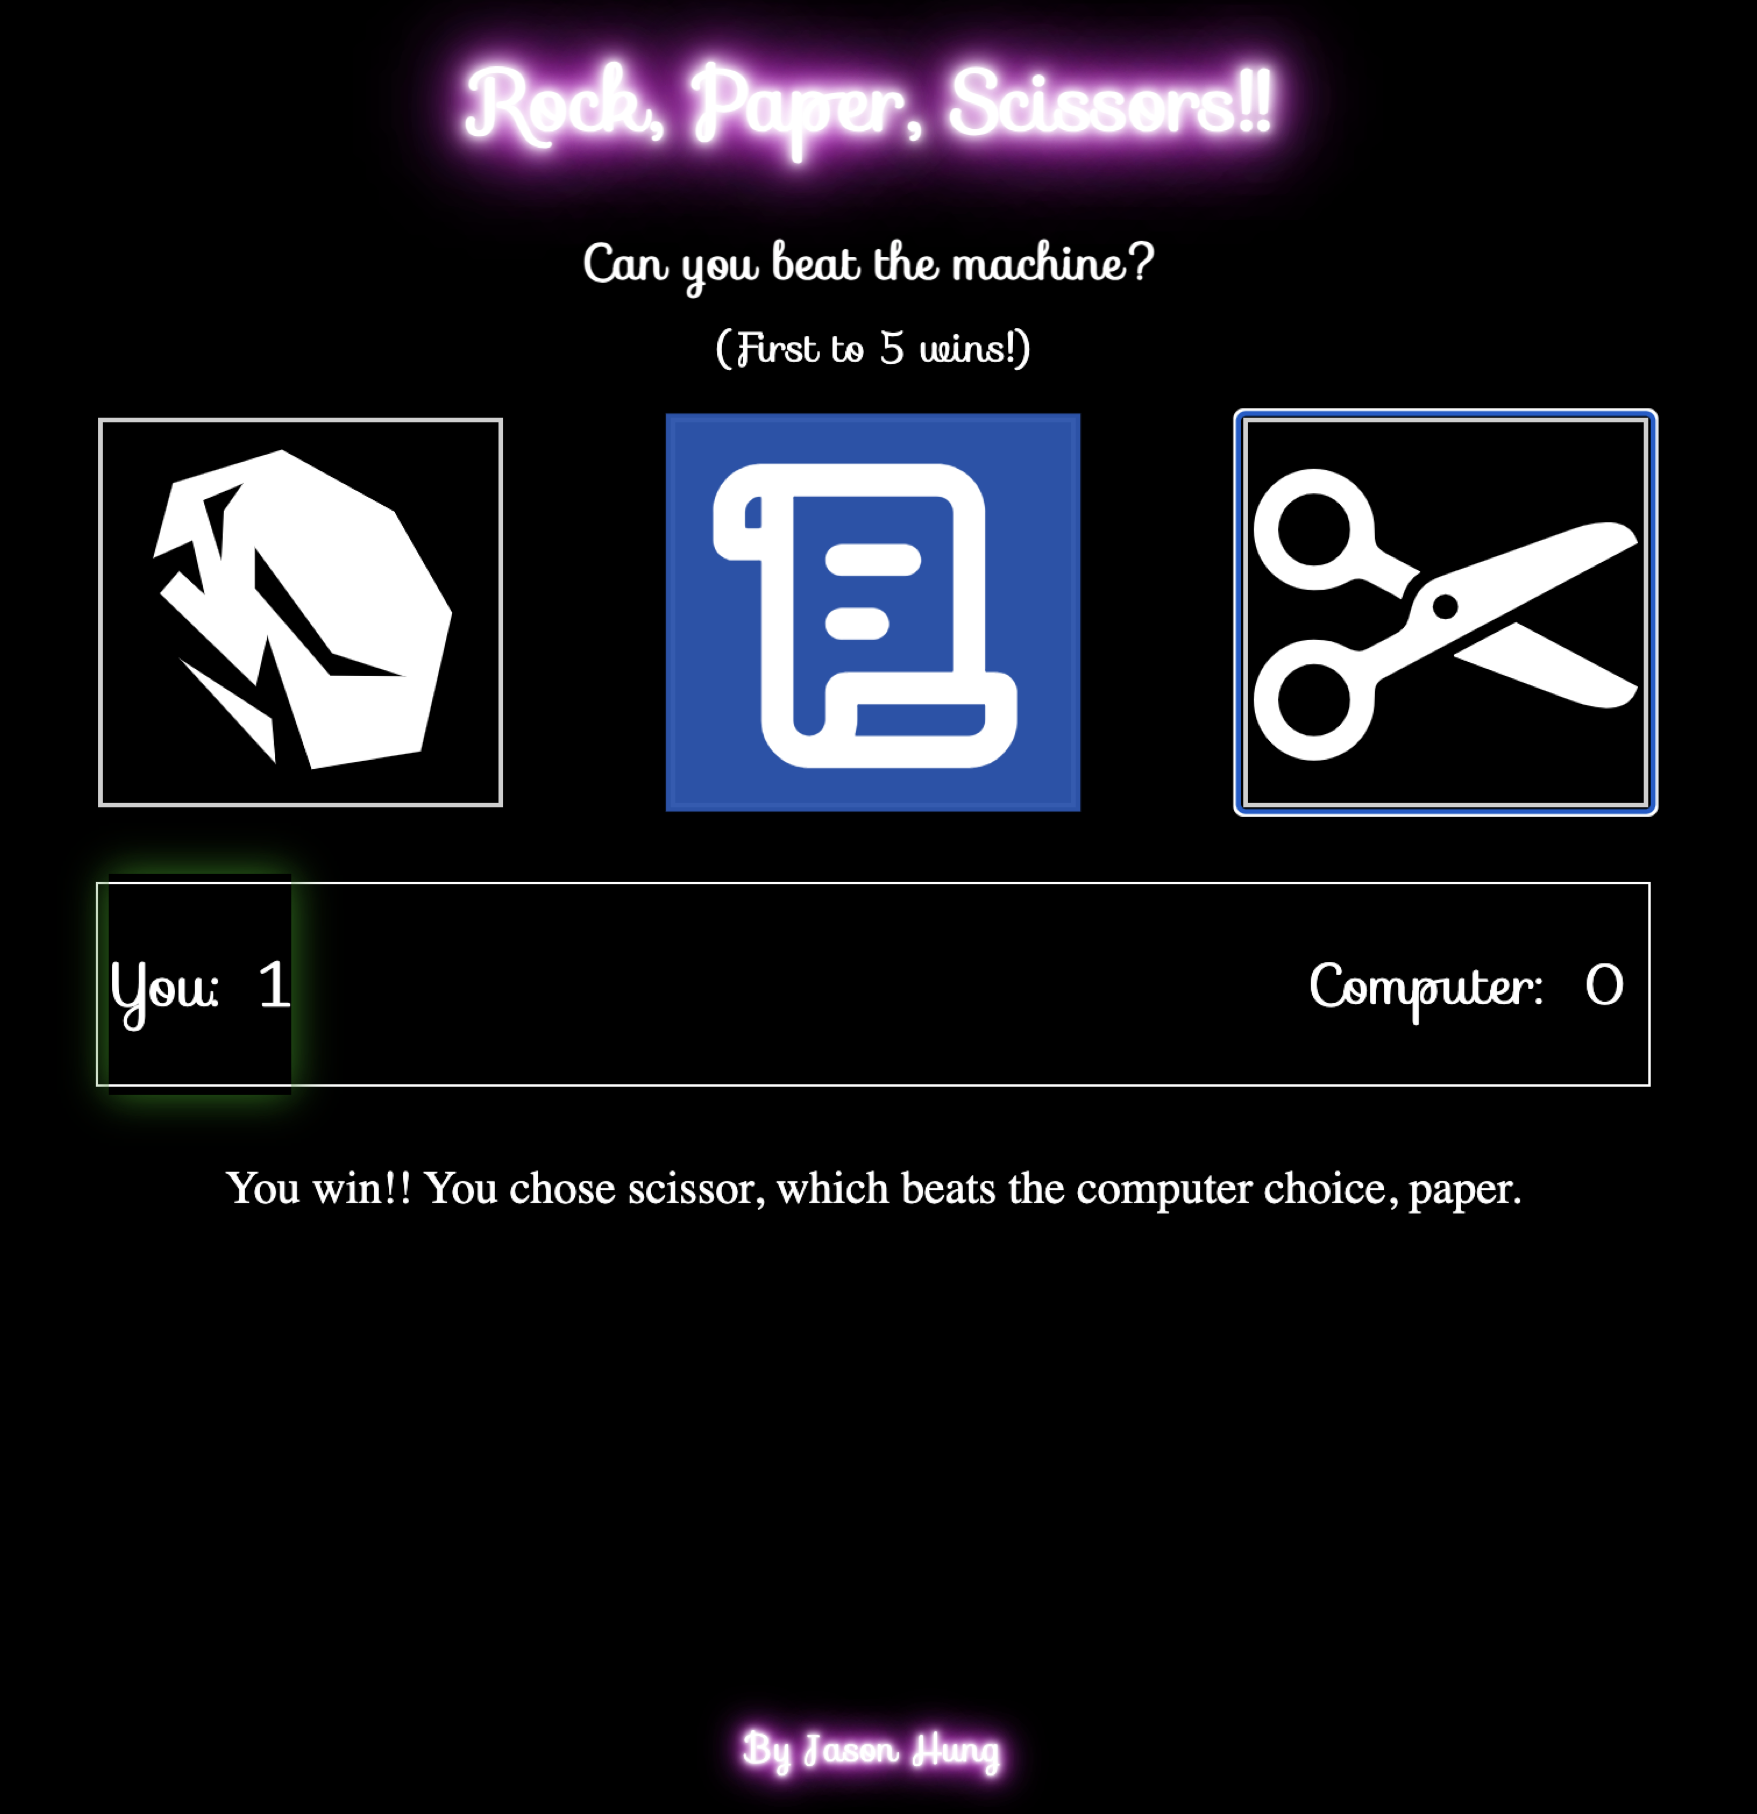 Rock, Paper, Scissors!!
Can you beat the machine?
(First to 5 wins!)
You: 1
Computer: 0
You win!! You chose scissor, which beats the computer choice, paper.
By Jason Hung